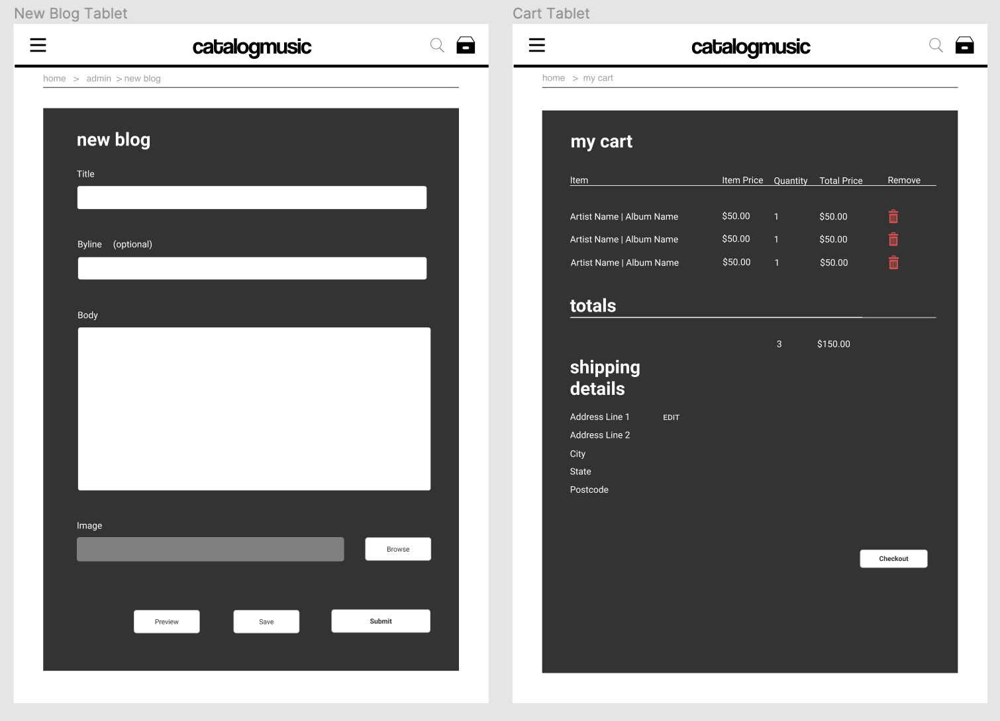 New Blog Tablet
catalogmusic
home > admin > new blog
new blog
Title
Byline (optional)
Body
Image
Browse
Preview Save Submit
Cart Tablet
catalogmusic
home > my cart
my cart
Item Item Price Quantity Total Price Remove
Artist Name | Album Name $50.00 1 $50.00
Artist Name | Album Name $50.00 1 $50.00
Artist Name | Album Name $50.00 1 $50.00
totals
3 $150.00
shipping
details
Address Line 1 EDIT
Address Line 2
City
State
Postcode
Checkout